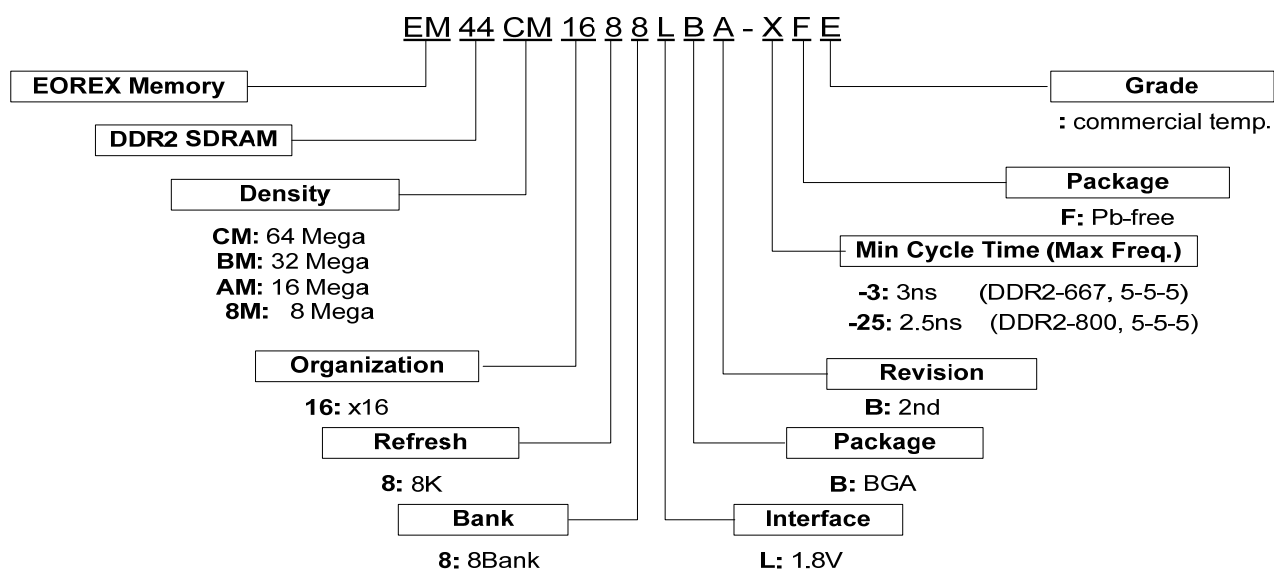 EM 44 CM 16 8 8 L B A - X F E
EOREX Memory
DDR2 SDRAM
Density
CM: 64 Mega
BM: 32 Mega
AM: 16 Mega
8M: 8 Mega
Organization
16: x16
Refresh
8: 8K
Bank
8: 8Bank
Grade
: commercial temp.
Package
F: Pb-free
Min Cycle Time (Max Freq.)
-3: 3ns (DDR2-667, 5-5-5)
-25: 2.5ns (DDR2-800, 5-5-5)
Revision
B: 2nd
Package
B: BGA
Interface
L: 1.8V